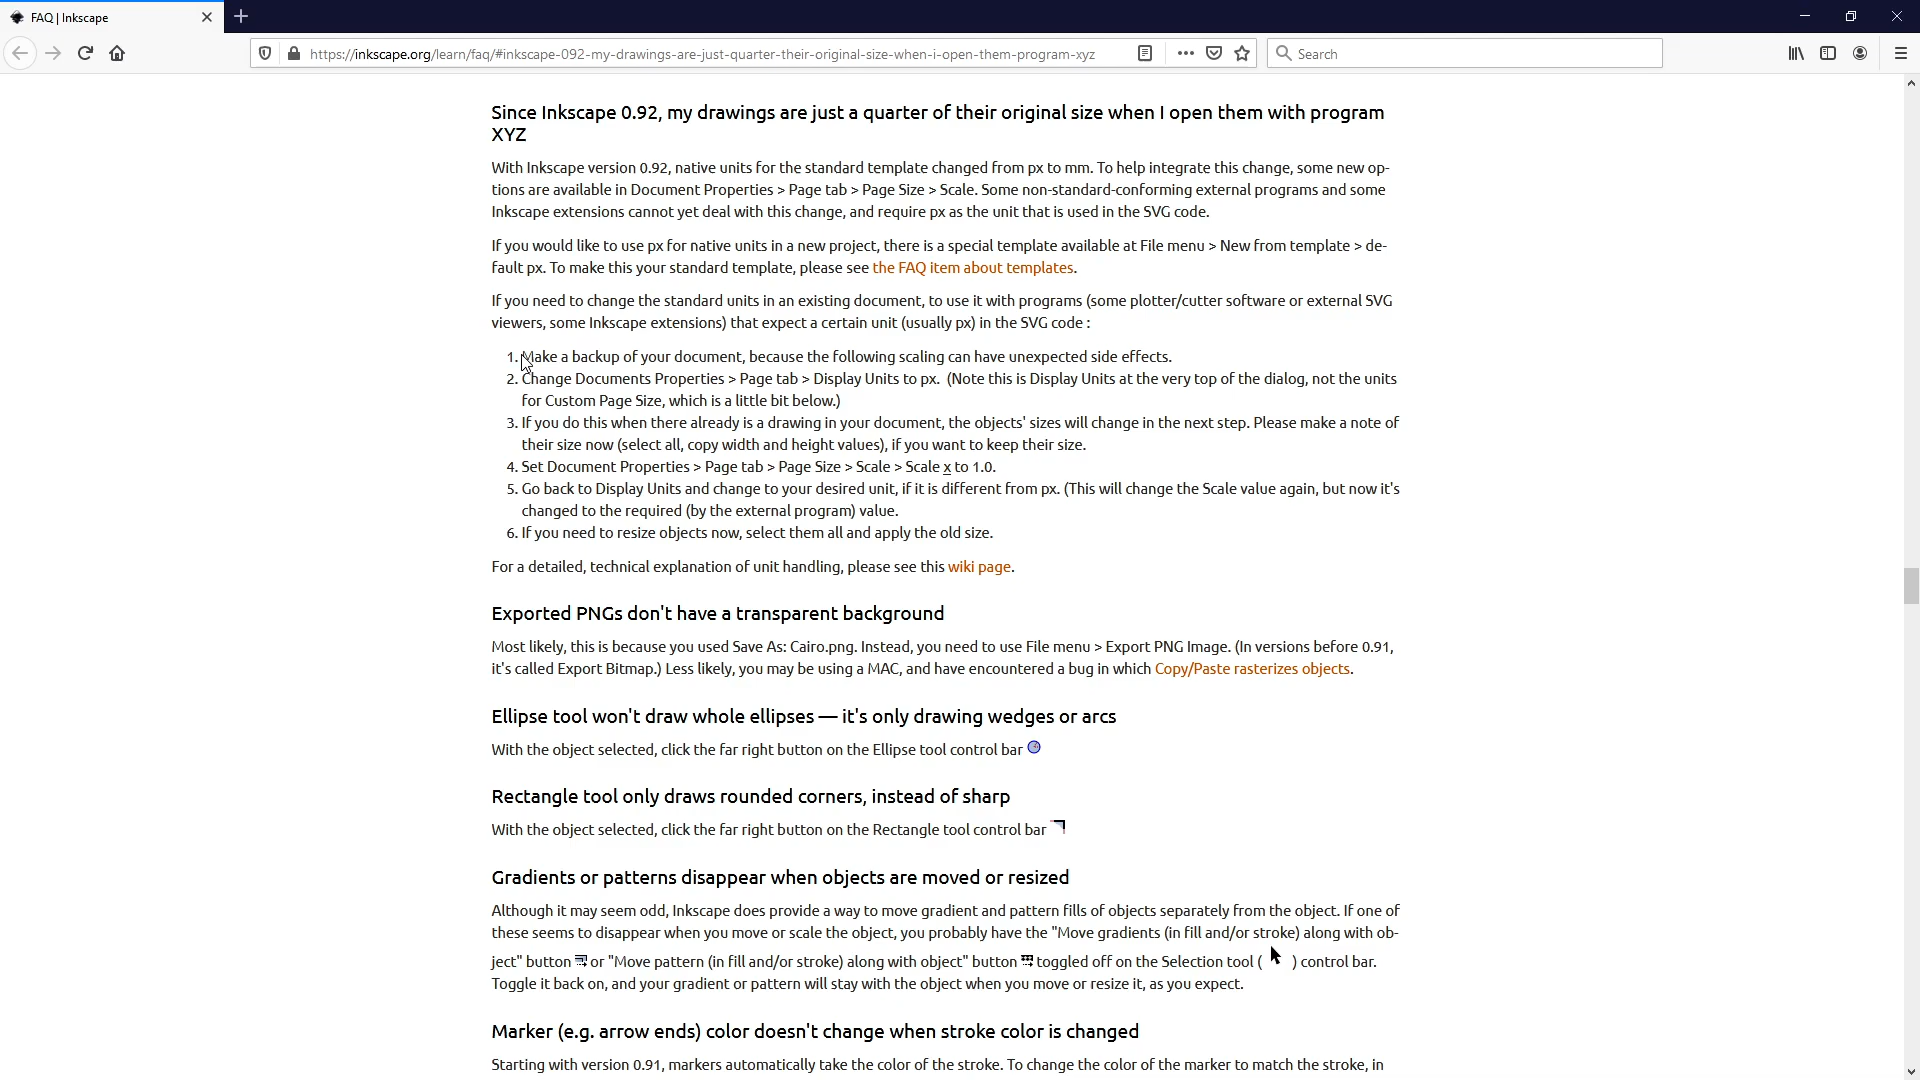 FAQ | Inkscape
https://inkscape.org/learn/faq/#inkscape-092-my-drawings-are-just-quarter-their-original-size-when-i-open-them-program-xyz
Search
Since Inkscape 0.92, my drawings are just a quarter of their original size when I open them with program
XYZ
With Inkscape version 0.92, native units for the standard template changed from px to mm. To help integrate this change, some new op-
tions are available in Document Properties > Page tab > Page Size > Scale. Some non-standard-conforming external programs and some
Inkscape extensions cannot yet deal with this change, and require px as the unit that is used in the SVG code.
If you would like to use px for native units in a new project, there is a special template available at File menu > New from template > de-
fault px. To make this your standard template, please see the FAQ item about templates.
If you need to change the standard units in an existing document, to use it with programs (some plotter/cutter software or external SVG
viewers, some Inkscape extensions) that expect a certain unit (usually px) in the SVG code :
1. Make a backup of your document, because the following scaling can have unexpected side effects.
2. Change Documents Properties > Page tab > Display Units to px. (Note this is Display Units at the very top of the dialog, not the units
for Custom Page Size, which is a little bit below.)
3. If you do this when there already is a drawing in your document, the objects' sizes will change in the next step. Please make a note of
their size now (select all, copy width and height values), if you want to keep their size.
4. Set Document Properties > Page tab > Page Size > Scale > Scale x to 1.0.
5. Go back to Display Units and change to your desired unit, if it is different from px. (This will change the Scale value again, but now it's
changed to the required (by the external program) value.
6. If you need to resize objects now, select them all and apply the old size.
For a detailed, technical explanation of unit handling, please see this wiki page.
Exported PNGs don't have a transparent background
Most likely, this is because you used Save As: Cairo.png. Instead, you need to use File menu > Export PNG Image. (In versions before 0.91,
it's called Export Bitmap.) Less likely, you may be using a MAC, and have encountered a bug in which Copy/Paste rasterizes objects.
Ellipse tool won't draw whole ellipses — it's only drawing wedges or arcs
With the object selected, click the far right button on the Ellipse tool control bar
Rectangle tool only draws rounded corners, instead of sharp
With the object selected, click the far right button on the Rectangle tool control bar
Gradients or patterns disappear when objects are moved or resized
Although it may seem odd, Inkscape does provide a way to move gradient and pattern fills of objects separately from the object. If one of
these seems to disappear when you move or scale the object, you probably have the "Move gradients (in fill and/or stroke) along with ob-
ject" button or "Move pattern (in fill and/or stroke) along with object" button toggled off on the Selection tool ( ) control bar.
Toggle it back on, and your gradient or pattern will stay with the object when you move or resize it, as you expect.
Marker (e.g. arrow ends) color doesn't change when stroke color is changed
Starting with version 0.91, markers automatically take the color of the stroke. To change the color of the marker to match the stroke, in